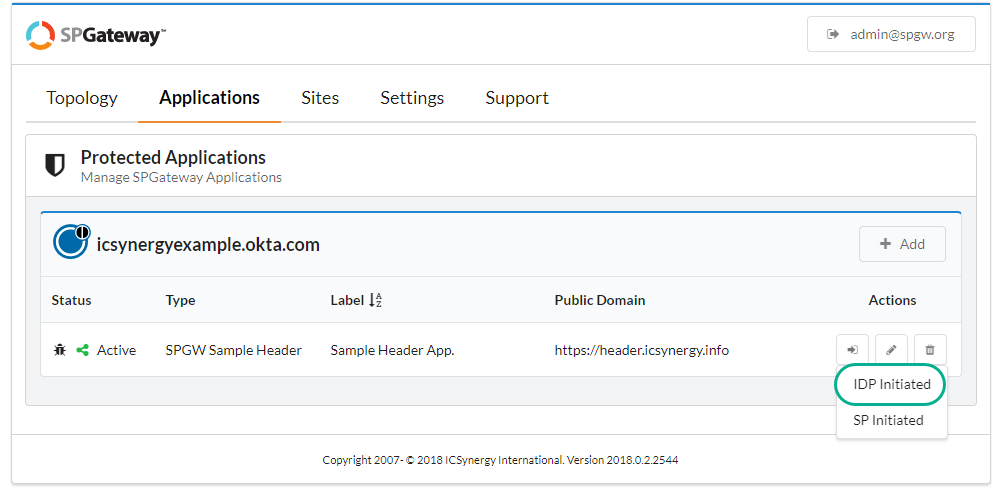 SPGateway™
admin@spgw.org
Topology Applications Sites Settings Support
Protected Applications
Manage SPGateway Applications
icsynergyexample.okta.com
Add
Status Type Label Public Domain Actions
Active SPGW Sample Header Sample Header App. https://header.icsynergy.info
IDP Initiated
SP Initiated
Copyright 2007- © 2018 ICSynergy International. Version 2018.0.2.2544